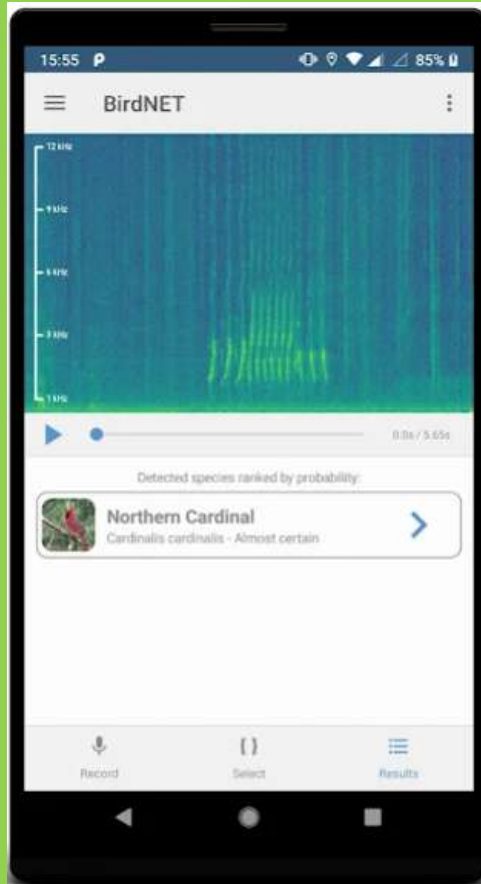 15:55 P 85%
BirdNET
12 kHz
9 kHz
6 kHz
3 kHz
1 kHz
0.0s / 5.65s
Detected species ranked by probability:
Northern Cardinal
Cardinalis cardinalis - Almost certain
Record Select Results